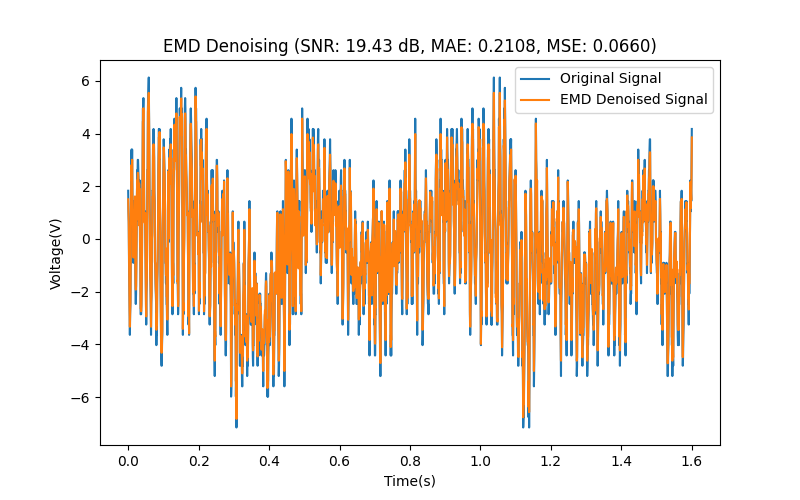 EMD Denoising (SNR: 19.43 dB, MAE: 0.2108, MSE: 0.0660)
Original Signal
EMD Denoised Signal
6
4
2
0
−2
−4
−6
Voltage(V)
0.0 0.2 0.4 0.6 0.8 1.0 1.2 1.4 1.6
Time(s)